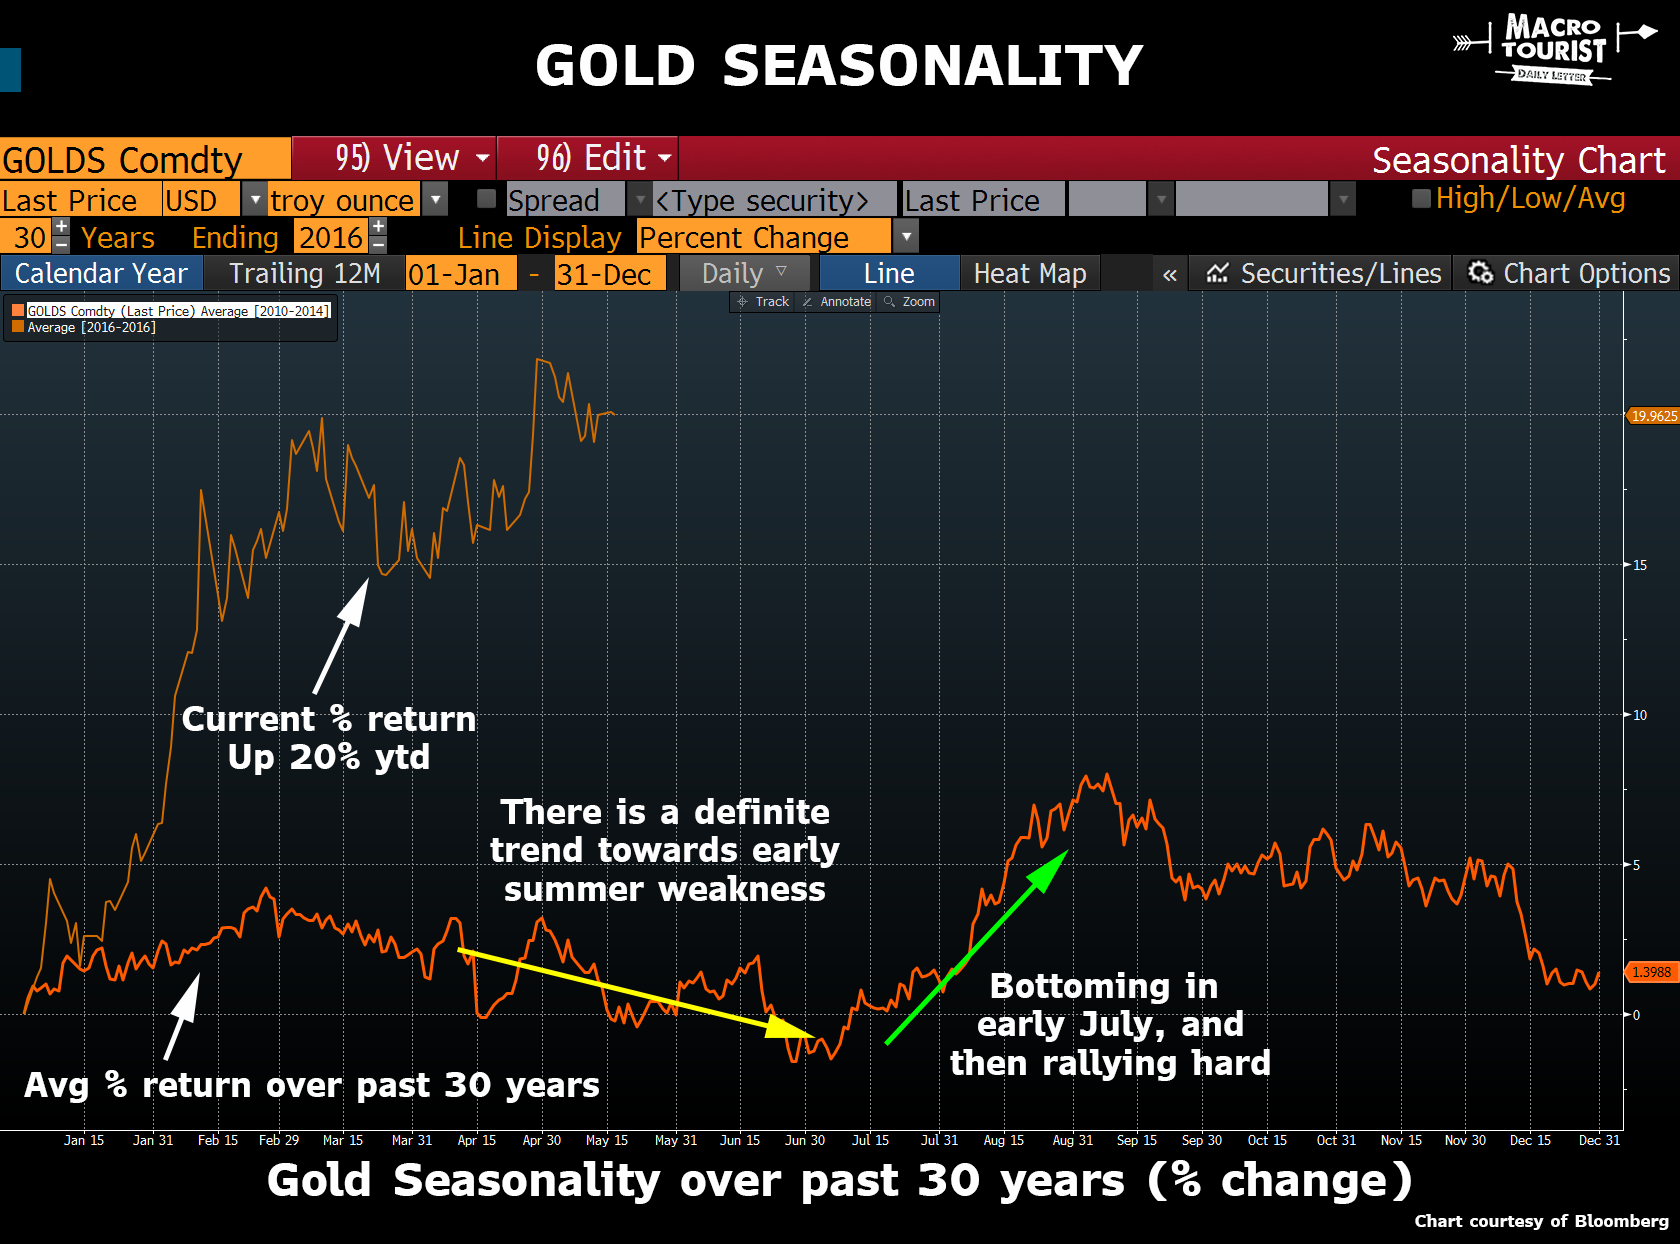 GOLD SEASONALITY
MACRO
TOURIST
DAILY LETTER
GOLDS Comdty
95) View
96) Edit
Seasonality Chart
Last Price
USD
troy ounce
Spread
<Type security>
Last Price
High/Low/Avg
30
Years
Ending
2016
Line Display
Percent Change
Calendar Year
Trailing 12M
01-Jan
-
31-Dec
Daily
Line
Heat Map
«
Securities/Lines
Chart Options
Track
Annotate
Zoom
GOLDS Comdty (Last Price) Average [2010-2014]
Average [2016-2016]
19.9625
15
10
5
1.3988
0
Current % return
Up 20% ytd
There is a definite
trend towards early
summer weakness
Bottoming in
early July, and
then rallying hard
Avg % return over past 30 years
Jan 15
Jan 31
Feb 15
Feb 29
Mar 15
Mar 31
Apr 15
Apr 30
May 15
May 31
Jun 15
Jun 30
Jul 15
Jul 31
Aug 15
Aug 31
Sep 15
Sep 30
Oct 15
Oct 31
Nov 15
Nov 30
Dec 15
Dec 31
Gold Seasonality over past 30 years (% change)
Chart courtesy of Bloomberg